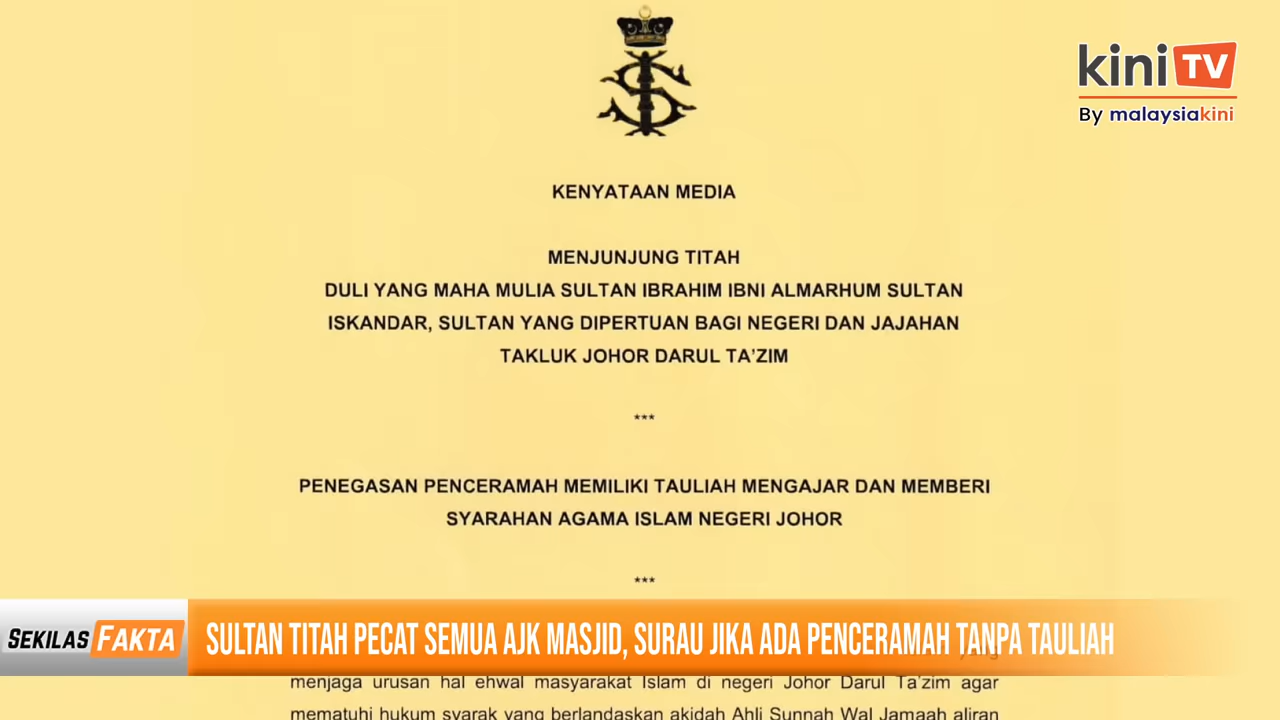 kini TV
By malaysiakini
KENYATAAN MEDIA
MENJUNJUNG TITAH
DULI YANG MAHA MULIA SULTAN IBRAHIM IBNI ALMARHUM SULTAN
ISKANDAR, SULTAN YANG DIPERTUAN BAGI NEGERI DAN JAJAHAN
TAKLUK JOHOR DARUL TA’ZIM
***
PENEGASAN PENCERAMAH MEMILIKI TAULIAH MENGAJAR DAN MEMBERI
SYARAHAN AGAMA ISLAM NEGERI JOHOR
***
SEKILAS FAKTA
SULTAN TITAH PECAT SEMUA AJK MASJID, SURAU JIKA ADA PENCERAMAH TANPA TAULIAH
menjaga urusan hal ehwal masyarakat Islam di negeri Johor Darul Ta’zim agar
mematuhi hukum syarak yang berlandaskan akidah Ahli Sunnah Wal Jamaah aliran